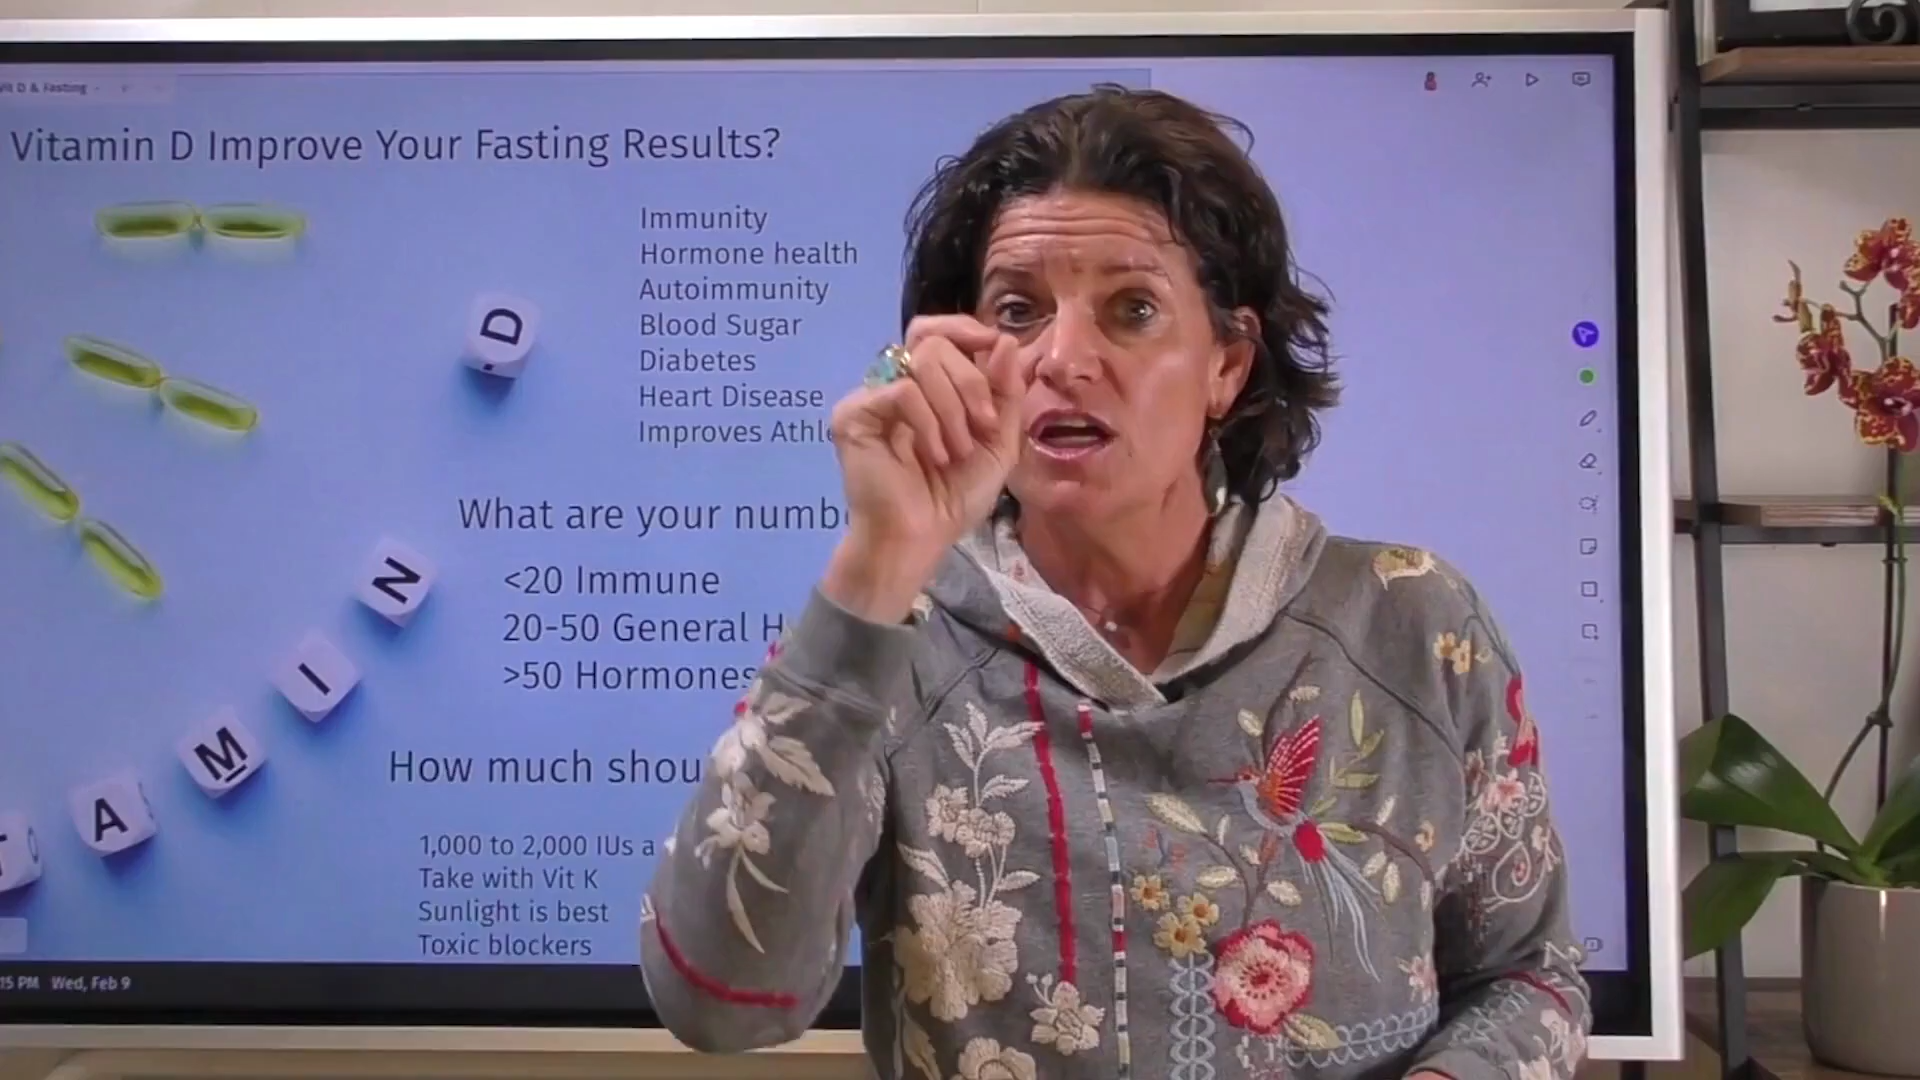 Vit D & Fasting
Vitamin D Improve Your Fasting Results?
Immunity
Hormone health
Autoimmunity
Blood Sugar
Diabetes
Heart Disease
Improves Athle
What are your numb
<20 Immune
20-50 General H
>50 Hormones
How much shou
1,000 to 2,000 IUs a
Take with Vit K
Sunlight is best
Toxic blockers
D
N
I
M
A
T
15 PM Wed, Feb 9